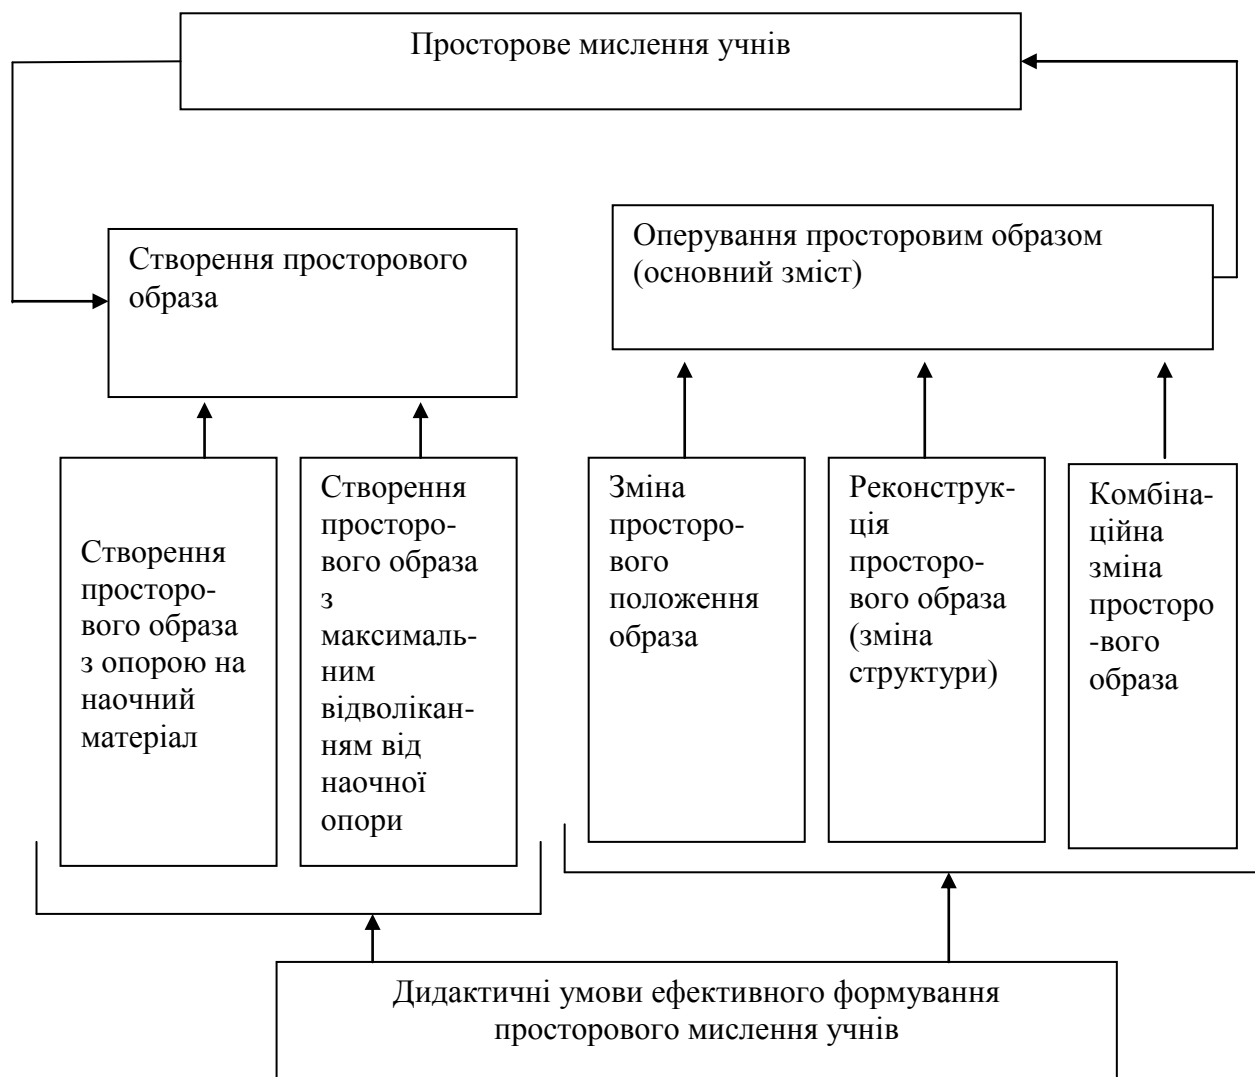 Просторове мислення учнів
Створення просторового
образа
Оперування просторовим образом
(основний зміст)
Створення
просторо-
вого образа
з опорою на
наочний
матеріал
Створення
просторо-
вого образа
з
максималь-
ним
відволікан-
ням від
наочної
опори
Зміна
просторо-
вого
положення
образа
Реконструк-
ція
просторо-
вого образа
(зміна
структури)
Комбіна-
ційна
зміна
просторо
-вого
образа
Дидактичні умови ефективного формування
просторового мислення учнів